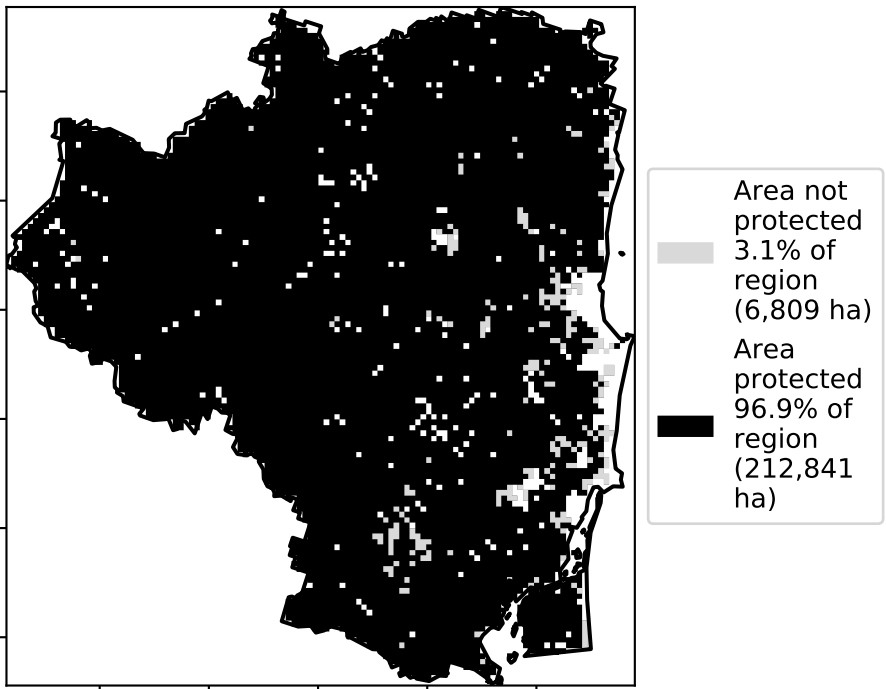 Area not
protected
3.1% of
region
(6,809 ha)
Area
protected
96.9% of
region
(212,841
ha)